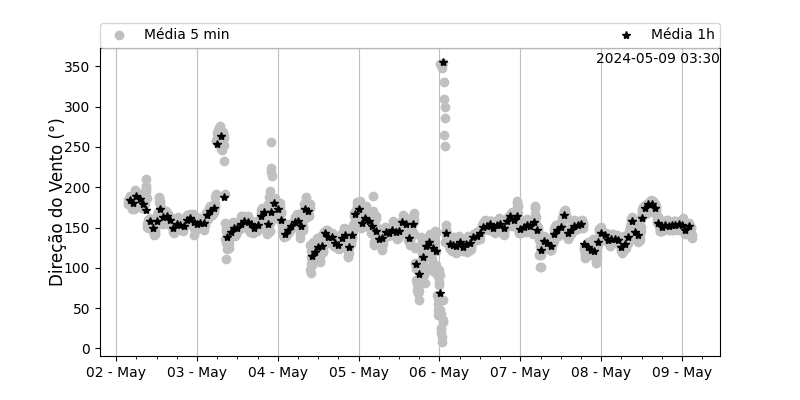 Média 5 min
Média 1h
2024-05-09 03:30
Direção do Vento (°)
350
300
250
200
150
100
50
0
02 - May
03 - May
04 - May
05 - May
06 - May
07 - May
08 - May
09 - May